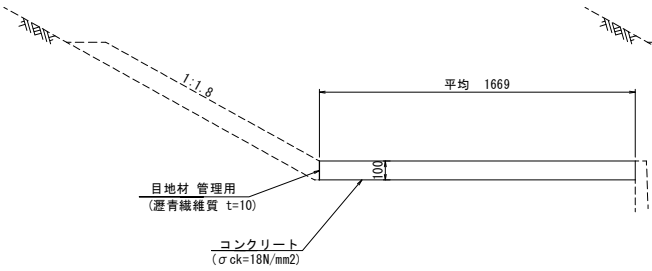 1:1.8
平均 1669
100
目地材 管理用
(瀝青繊維質 t=10)
コンクリート
(σck=18N/mm2)